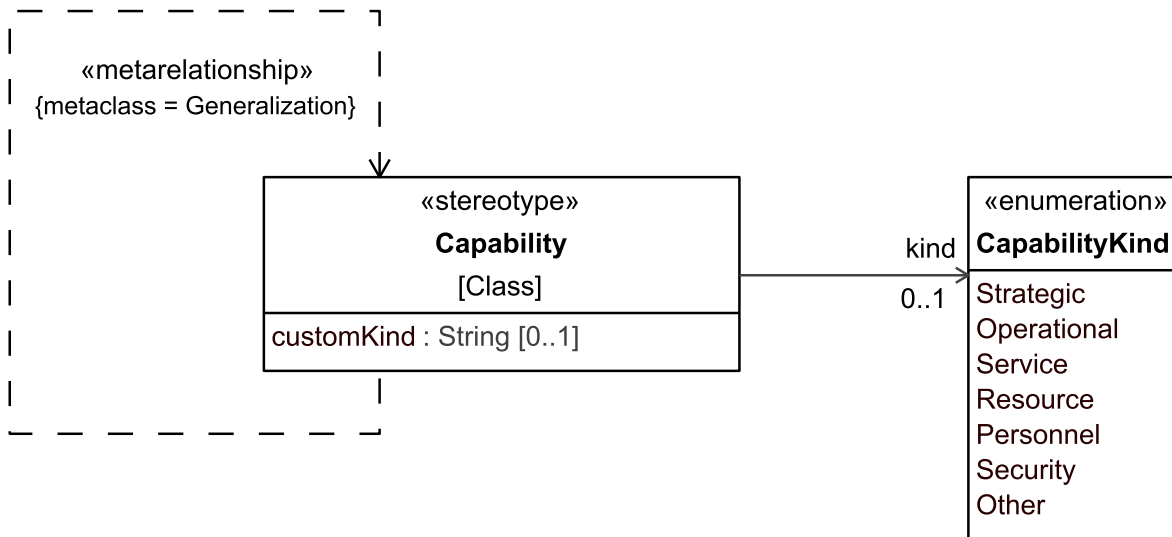 «metarelationship»
{metaclass = Generalization}
«stereotype»
Capability
[Class]
customKind : String [0..1]
kind
0..1
«enumeration»
CapabilityKind
Strategic
Operational
Service
Resource
Personnel
Security
Other